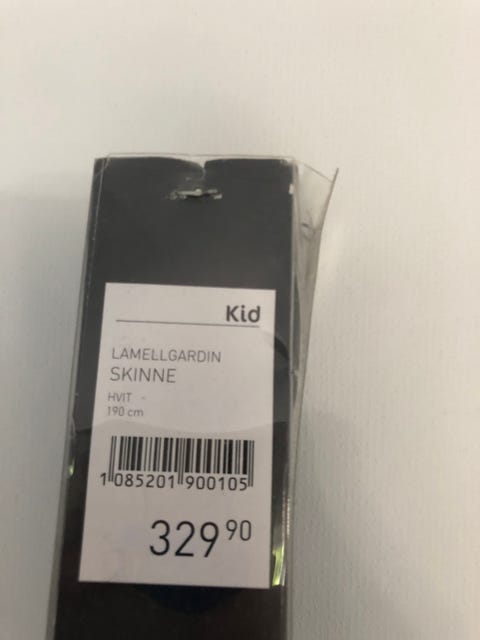 Kid
LAMELLGARDIN
SKINNE
HVIT -
190 cm
1 085201 900105
329 90